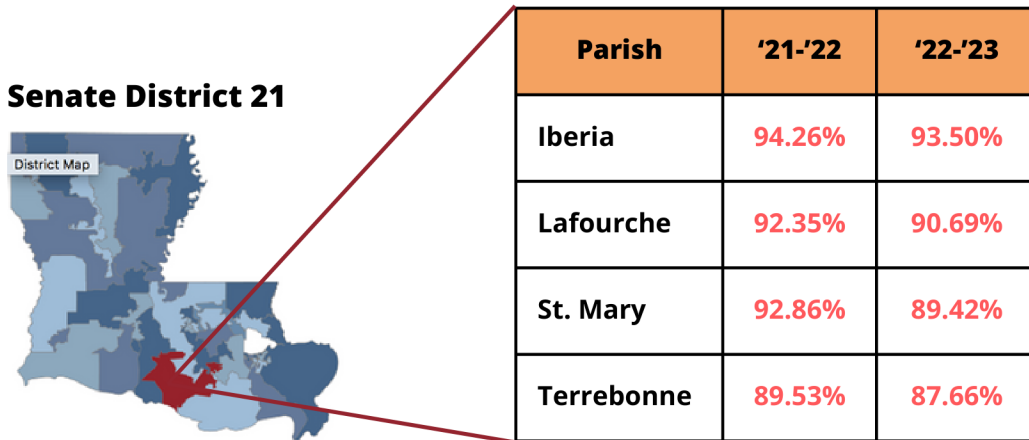 Senate District 21
District Map
Parish ‘21-’22 ‘22-’23
Iberia 94.26% 93.50%
Lafourche 92.35% 90.69%
St. Mary 92.86% 89.42%
Terrebonne 89.53% 87.66%